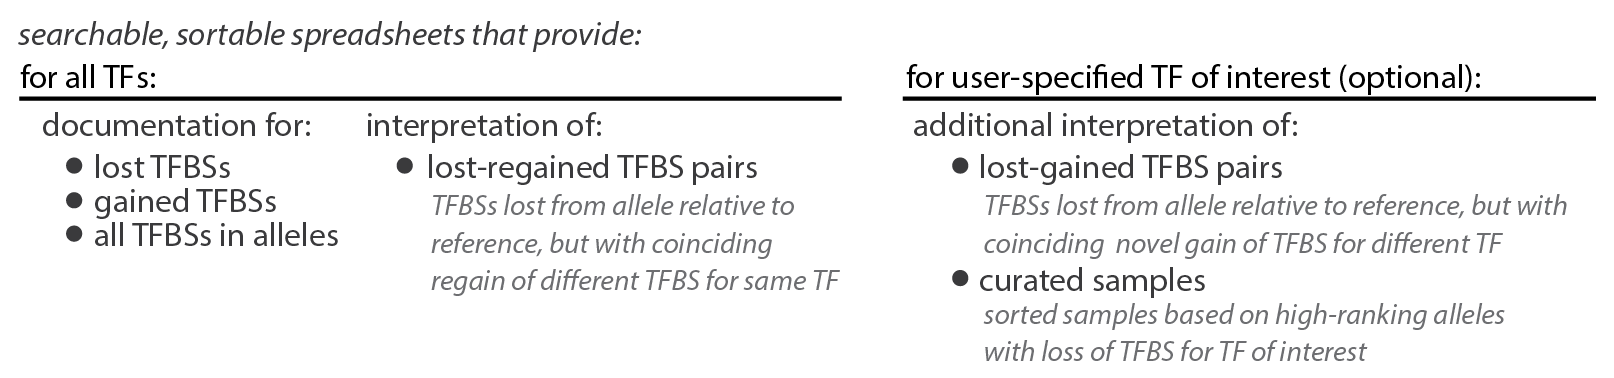 searchable, sortable spreadsheets that provide:
for all TFs:
documentation for:
● lost TFBSs
● gained TFBSs
● all TFBSs in alleles
interpretation of:
● lost-regained TFBS pairs
TFBSs lost from allele relative to
reference, but with coinciding
regain of different TFBS for same TF
for user-specified TF of interest (optional):
additional interpretation of:
● lost-gained TFBS pairs
TFBSs lost from allele relative to reference, but with
coinciding novel gain of TFBS for different TF
● curated samples
sorted samples based on high-ranking alleles
with loss of TFBS for TF of interest